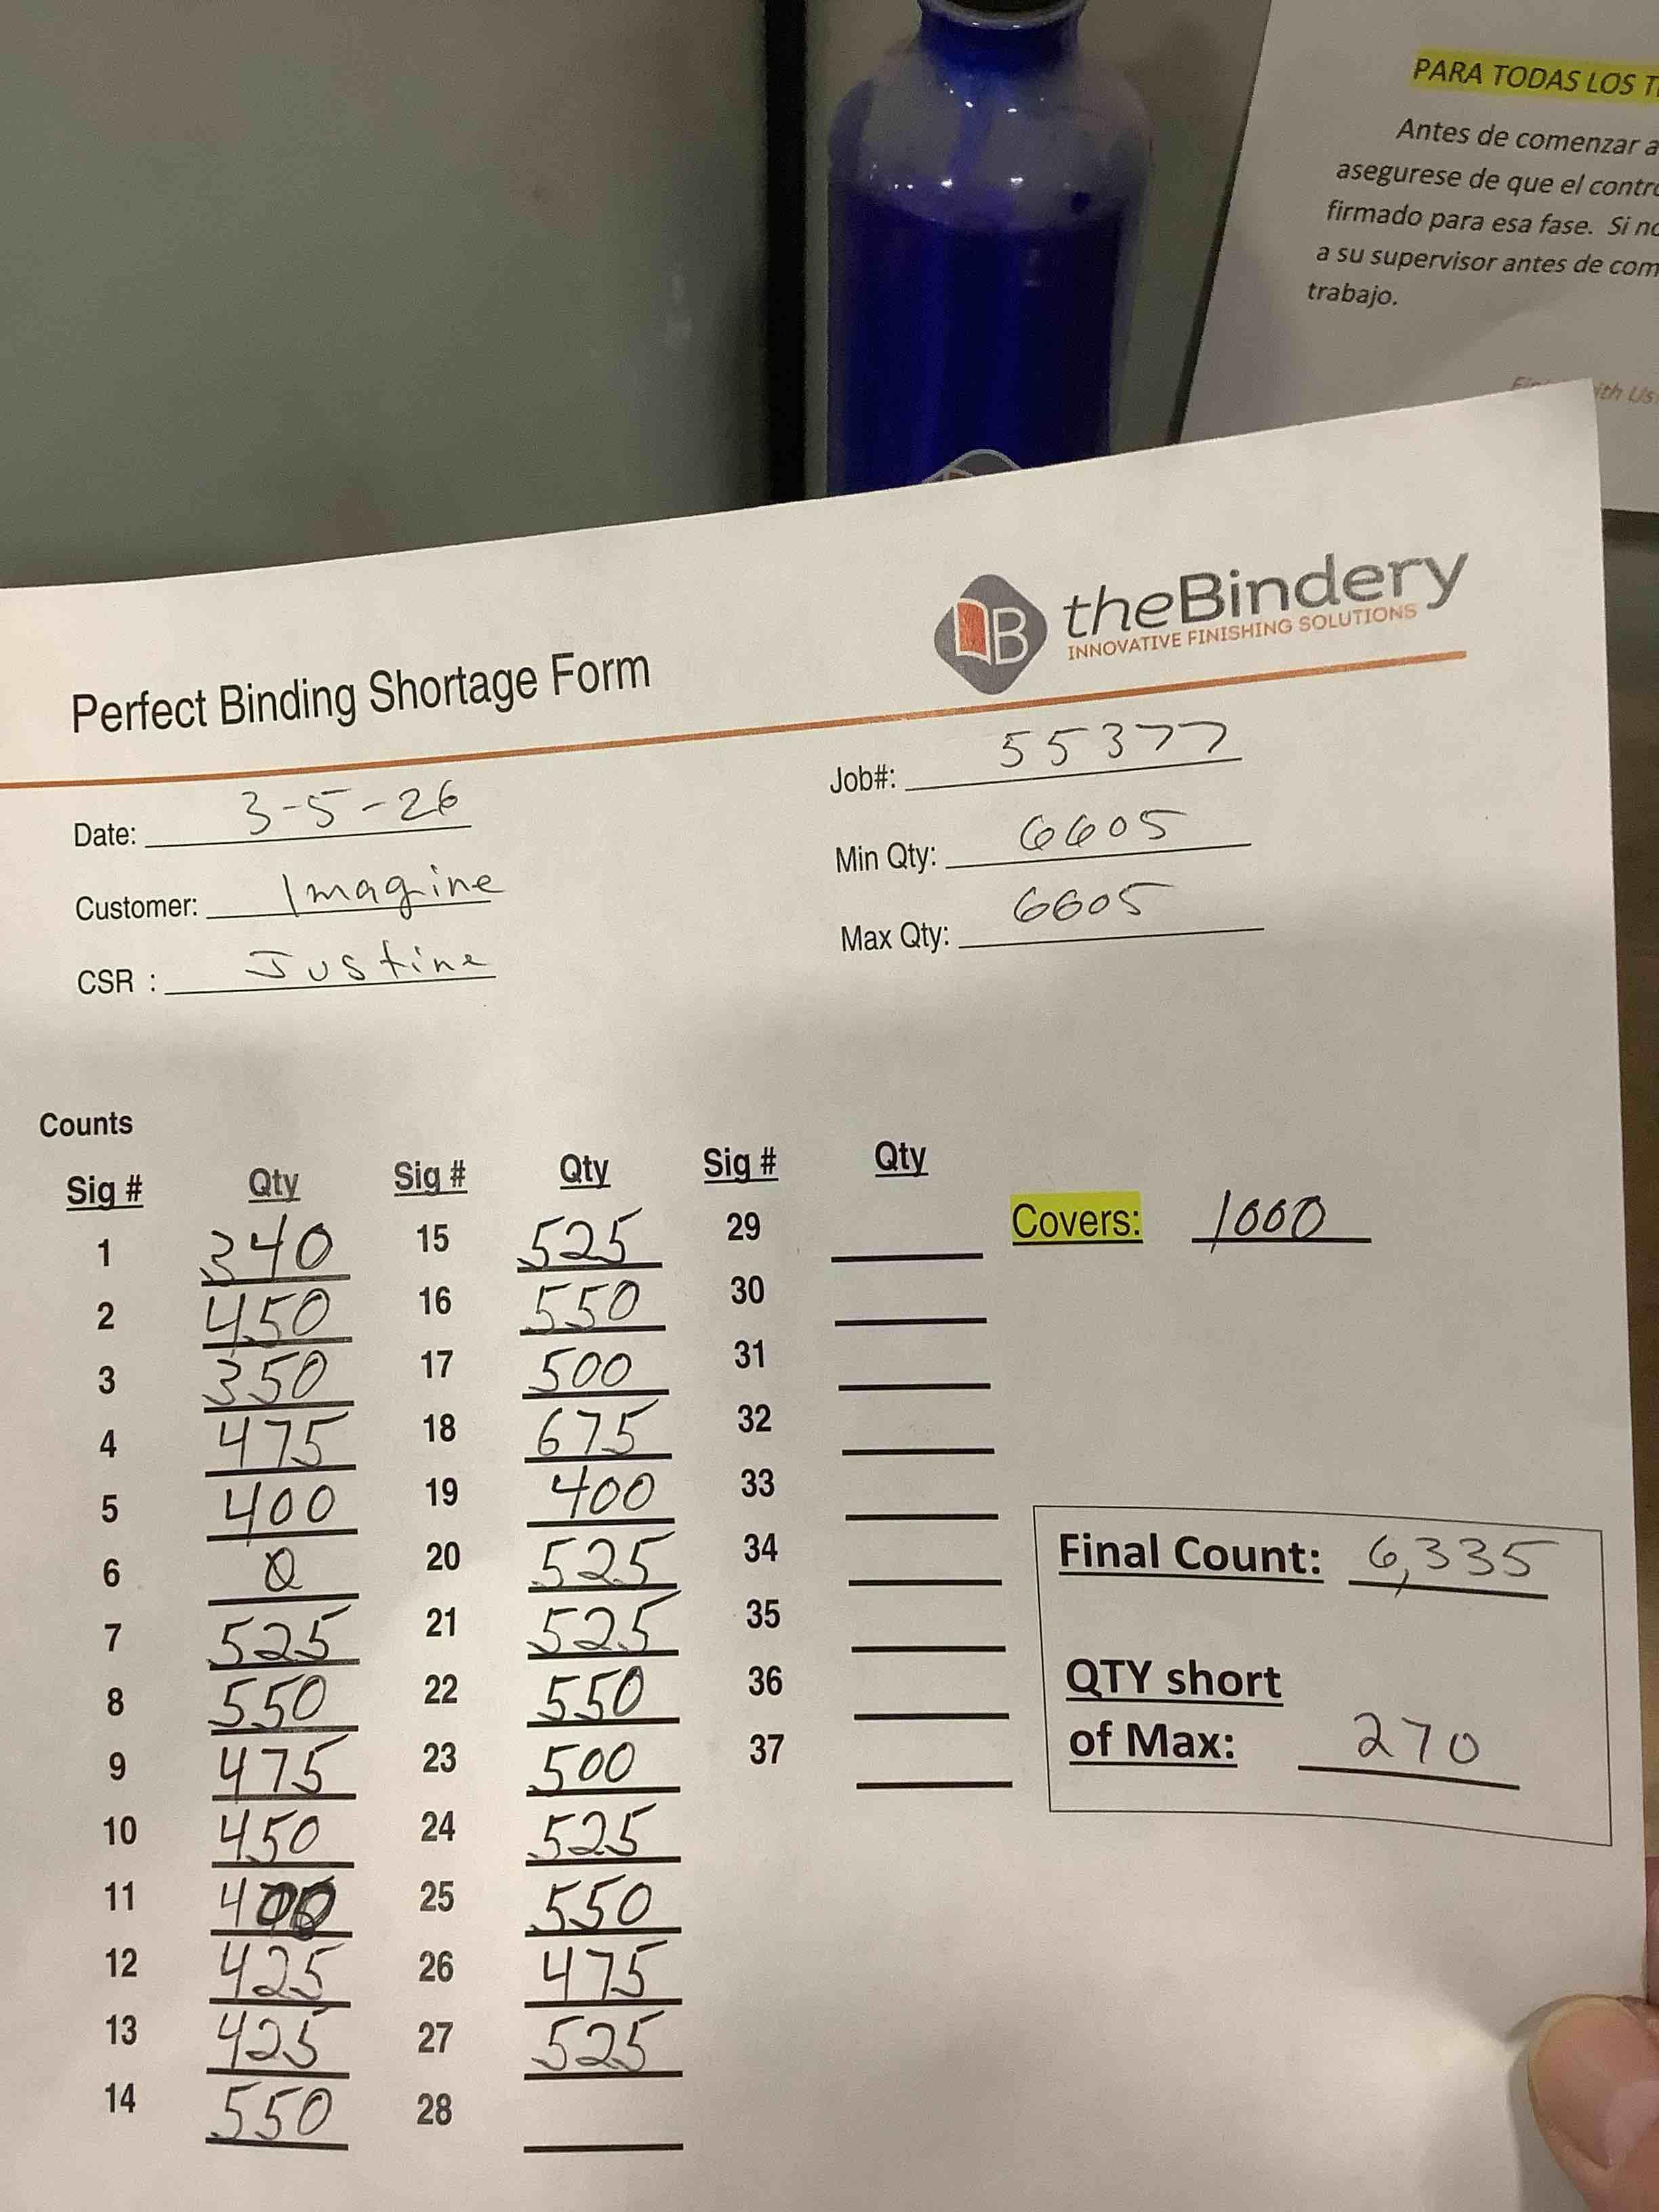 PARA TODAS LOS
Antes de comenzar a
asegurese de que el
firmado para esa fase. Si
a su supervisor antes de
trabajo.
ith Us
theBindery
INNOVATIVE FINISHING SOLUTIONS
Perfect Binding Shortage Form
Date: 3-5-26
Customer: Imagine
CSR : Justine
Job#: 55377
Min Qty: 6605
Max Qty: 6605
Counts
Sig # Qty Sig # Qty Sig # Qty
Covers: 1000
1 340 15 525 29
2 450 16 550 30
3 350 17 500 31
4 475 18 675 32
5 400 19 400 33
6 0 20 525 34
7 525 21 525 35
8 550 22 550 36
9 475 23 500 37
10 450 24 525
11 400 25 550
12 425 26 475
13 425 27 525
14 550 28
Final Count: 6,335
QTY short
of Max: 270